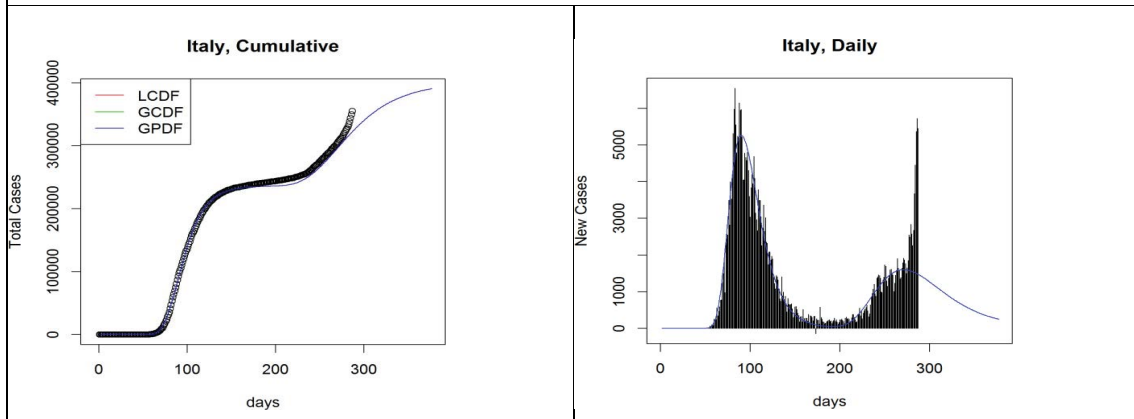 Italy, Cumulative
Total Cases
400000
300000
200000
100000
0
LCDF
GCDF
GPDF
0 100 200 300
days
Italy, Daily
New Cases
5000
3000
1000
0
0 100 200 300
days